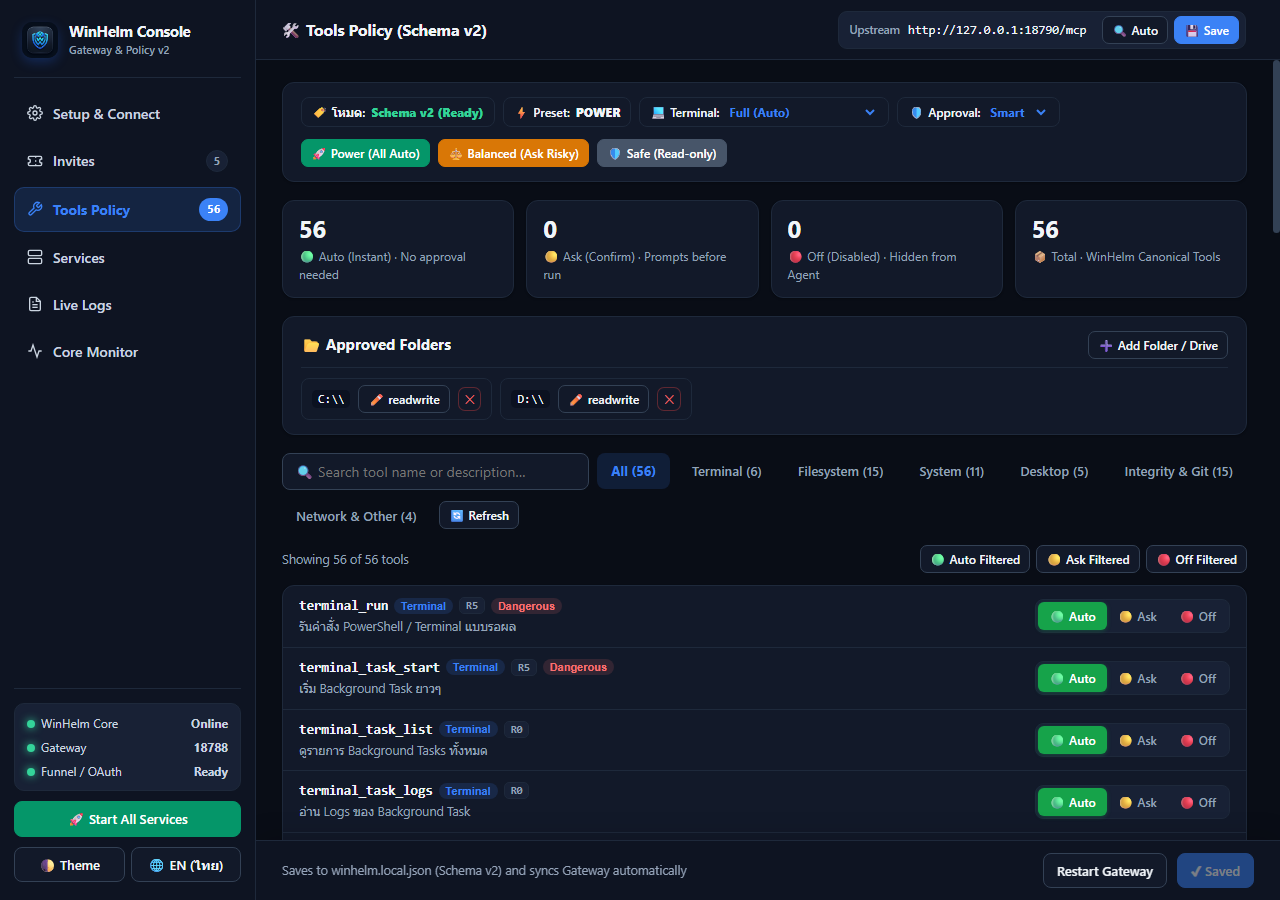 WinHelm Console
Gateway & Policy v2
Setup & Connect
Invites 5
Tools Policy 56
Services
Live Logs
Core Monitor
WinHelm Core Online
Gateway 18788
Funnel / OAuth Ready
🚀 Start All Services
🌓 Theme
🌐 EN (ไทย)
🛠️ Tools Policy (Schema v2)
Upstream http://127.0.0.1:18790/mcp
🔍 Auto
💾 Save
🏷️ โหมด: Schema v2 (Ready)
⚡ Preset: POWER
💻 Terminal: Full (Auto)
🛡️ Approval: Smart
🚀 Power (All Auto)
⚖️ Balanced (Ask Risky)
🛡️ Safe (Read-only)
56
🟢 Auto (Instant) · No approval
needed
0
🟡 Ask (Confirm) · Prompts before
run
0
🔴 Off (Disabled) · Hidden from
Agent
56
📦 Total · WinHelm Canonical Tools
📂 Approved Folders
➕ Add Folder / Drive
C:\\ ✏️ readwrite ✕
D:\\ ✏️ readwrite ✕
🔍 Search tool name or description...
All (56)
Terminal (6)
Filesystem (15)
System (11)
Desktop (5)
Integrity & Git (15)
Network & Other (4)
🔄 Refresh
Showing 56 of 56 tools
🟢 Auto Filtered
🟡 Ask Filtered
🔴 Off Filtered
terminal_run Terminal R5 Dangerous
รันคำสั่ง PowerShell / Terminal แบบรอผล
🟢 Auto 🟡 Ask 🔴 Off
terminal_task_start Terminal R5 Dangerous
เริ่ม Background Task ยาวๆ
🟢 Auto 🟡 Ask 🔴 Off
terminal_task_list Terminal R0
ดูรายการ Background Tasks ทั้งหมด
🟢 Auto 🟡 Ask 🔴 Off
terminal_task_logs Terminal R0
อ่าน Logs ของ Background Task
🟢 Auto 🟡 Ask 🔴 Off
Saves to winhelm.local.json (Schema v2) and syncs Gateway automatically
Restart Gateway
✓ Saved